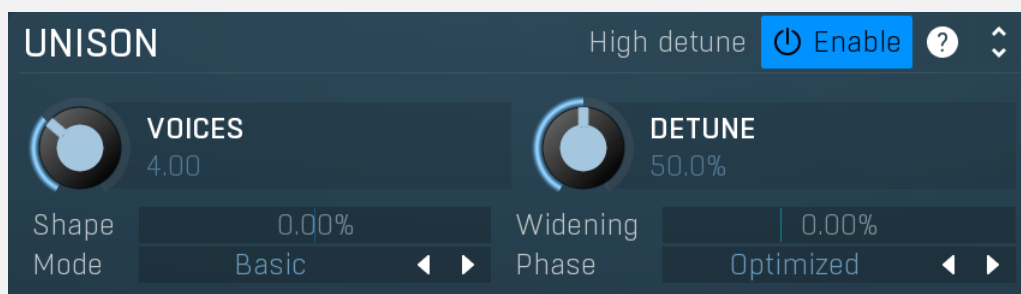 UNISON High detune Enable ?
VOICES
4.00
DETUNE
50.0%
Shape 0.00% Widening 0.00%
Mode Basic Phase Optimized